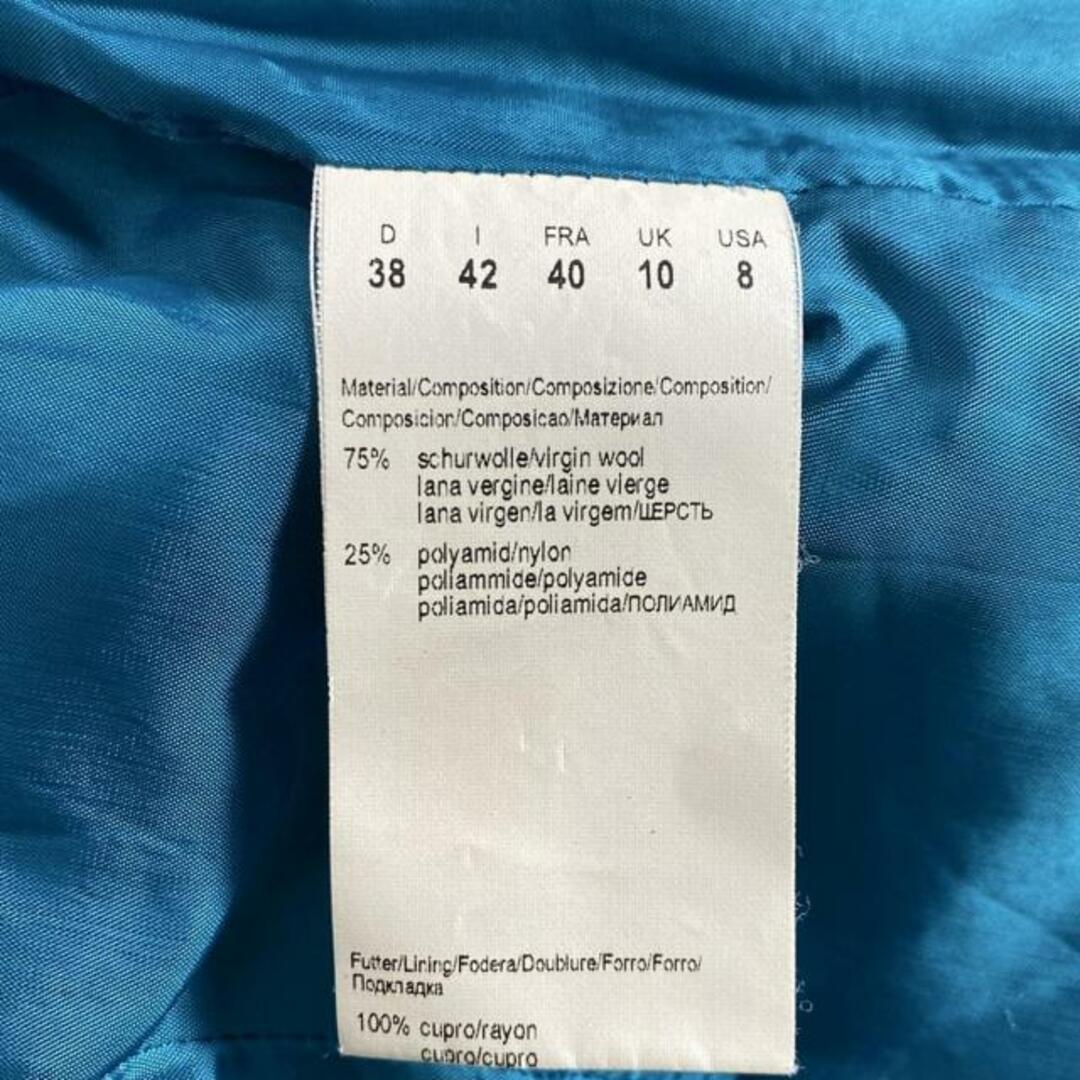 D I FRA UK USA
38 42 40 10 8
Material/Composition/Composizione/Composition/
Composicion/Composicao/Материал
75% schurwolle/virgin wool
lana vergine/laine vierge
lana virgen/la virgem/ШЕРСТЬ
25% polyamid/nylon
poliammide/polyamide
poliamida/poliamida/ПОЛИАМИД
Futter/Lining/Fodera/Doublure/Forro/Forro/
Подкладка
100% cupro/rayon
cupro/cupro